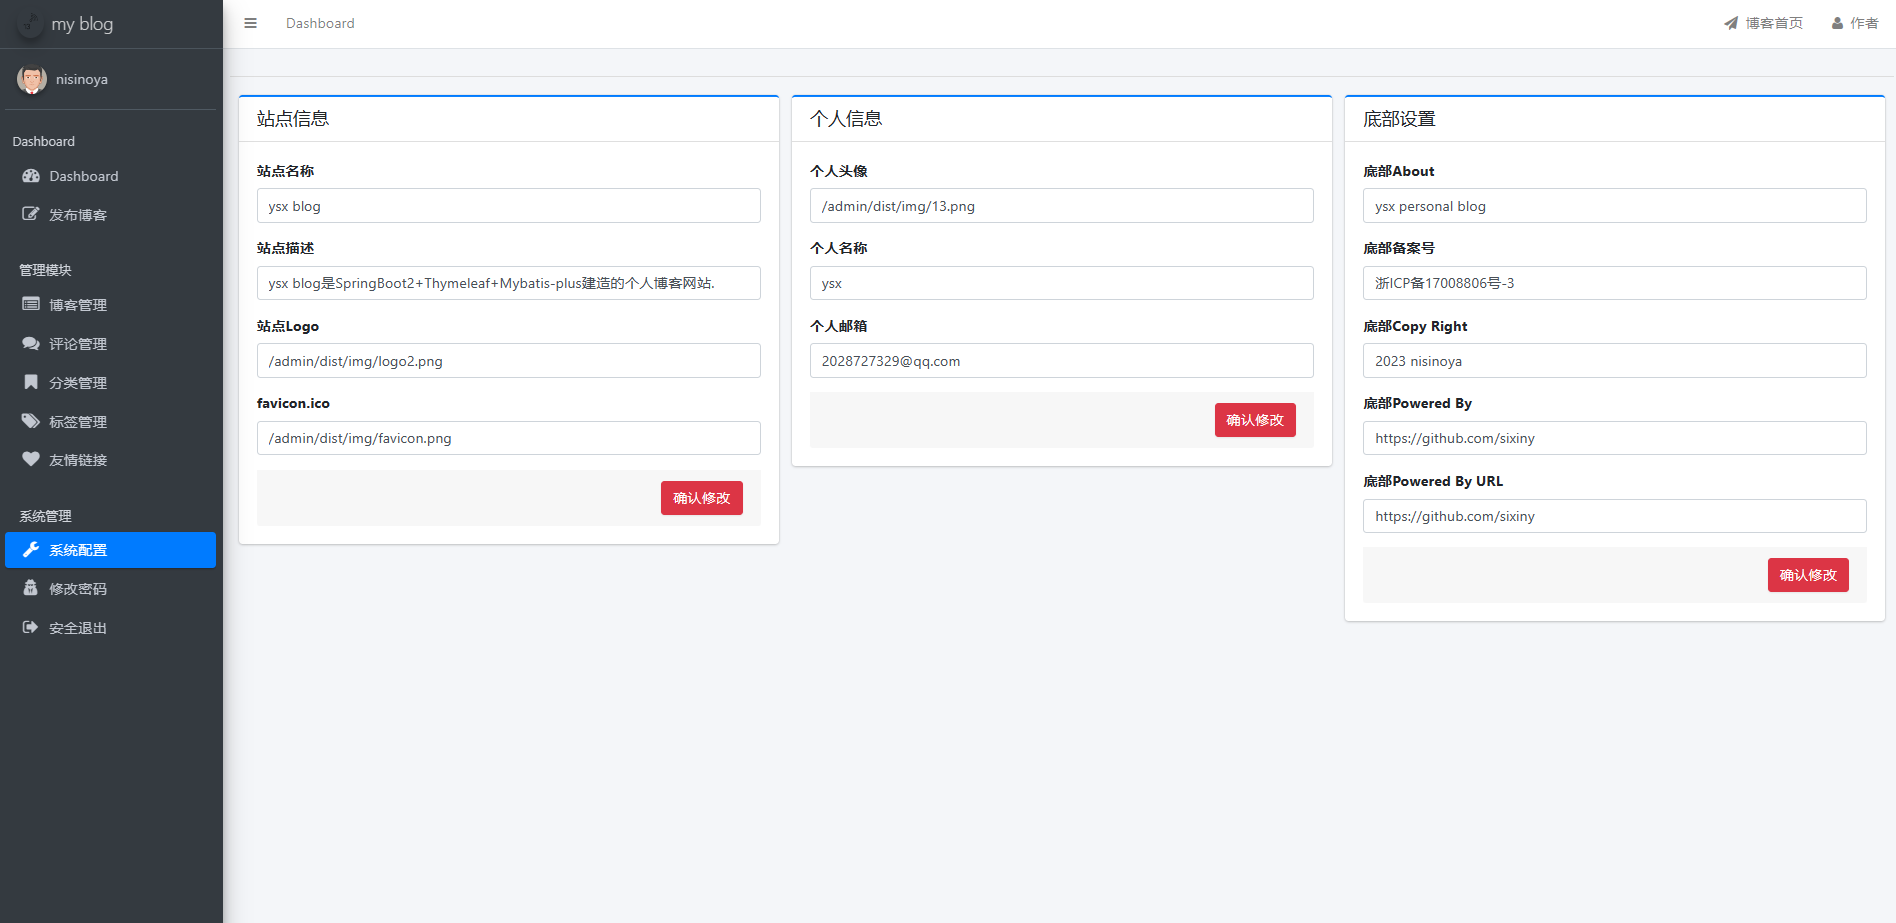 my blog
nisinoya
Dashboard
Dashboard
发布博客
管理模块
博客管理
评论管理
分类管理
标签管理
友情链接
系统管理
系统配置
修改密码
安全退出
Dashboard
博客首页
作者
站点信息
站点名称
ysx blog
站点描述
ysx blog是SpringBoot2+Thymeleaf+Mybatis-plus建造的个人博客网站.
站点Logo
/admin/dist/img/logo2.png
favicon.ico
/admin/dist/img/favicon.png
确认修改
个人信息
个人头像
/admin/dist/img/13.png
个人名称
ysx
个人邮箱
2028727329@qq.com
确认修改
底部设置
底部About
ysx personal blog
底部备案号
浙ICP备17008806号-3
底部Copy Right
2023 nisinoya
底部Powered By
https://github.com/sixiny
底部Powered By URL
https://github.com/sixiny
确认修改